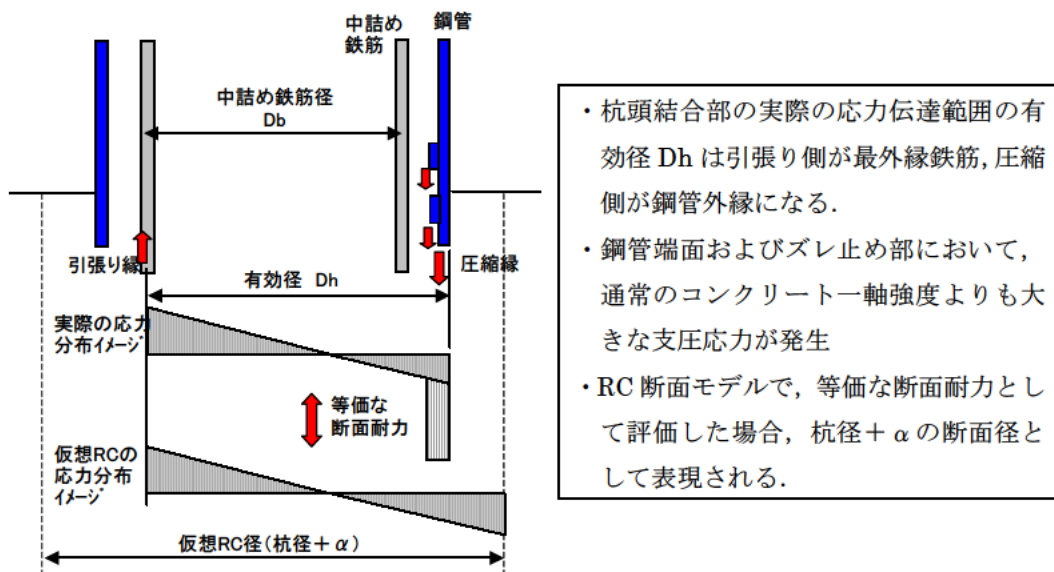 中詰め
鉄筋
鋼管
中詰め鉄筋径
Db
引張り縁
圧縮縁
有効径 Dh
実際の応力
分布イメージ
等価な
断面耐力
仮想RCの
応力分布
イメージ
仮想RC径(杭径+α)
・杭頭結合部の実際の応力伝達範囲の有
効径 Dh は引張り側が最外縁鉄筋, 圧縮
側が鋼管外縁になる.
・鋼管端面およびズレ止め部において,
通常のコンクリート一軸強度よりも大
きな支圧応力が発生
・RC 断面モデルで, 等価な断面耐力とし
て評価した場合, 杭径+αの断面径と
して表現される.